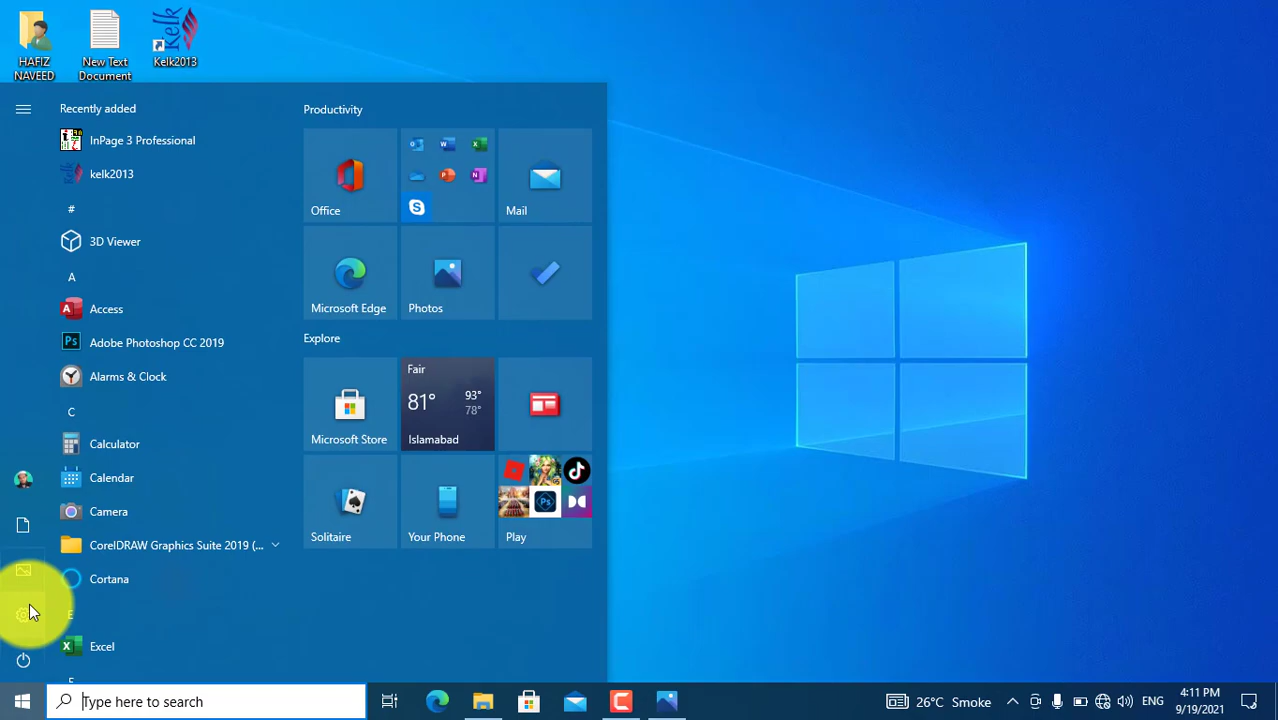 HAFIZ
NAVEED
New Text
Document
Kelk2013
Recently added
InPage 3 Professional
kelk2013
#
3D Viewer
A
Access
Adobe Photoshop CC 2019
Alarms & Clock
C
Calculator
Calendar
Camera
CorelDRAW Graphics Suite 2019 (...
Cortana
E
Excel
Productivity
Office
Mail
Microsoft Edge
Photos
Explore
Microsoft Store
Fair
81° 93°
78°
Islamabad
Solitaire
Your Phone
Play
Type here to search
26°C Smoke
ENG
4:11 PM
9/19/2021